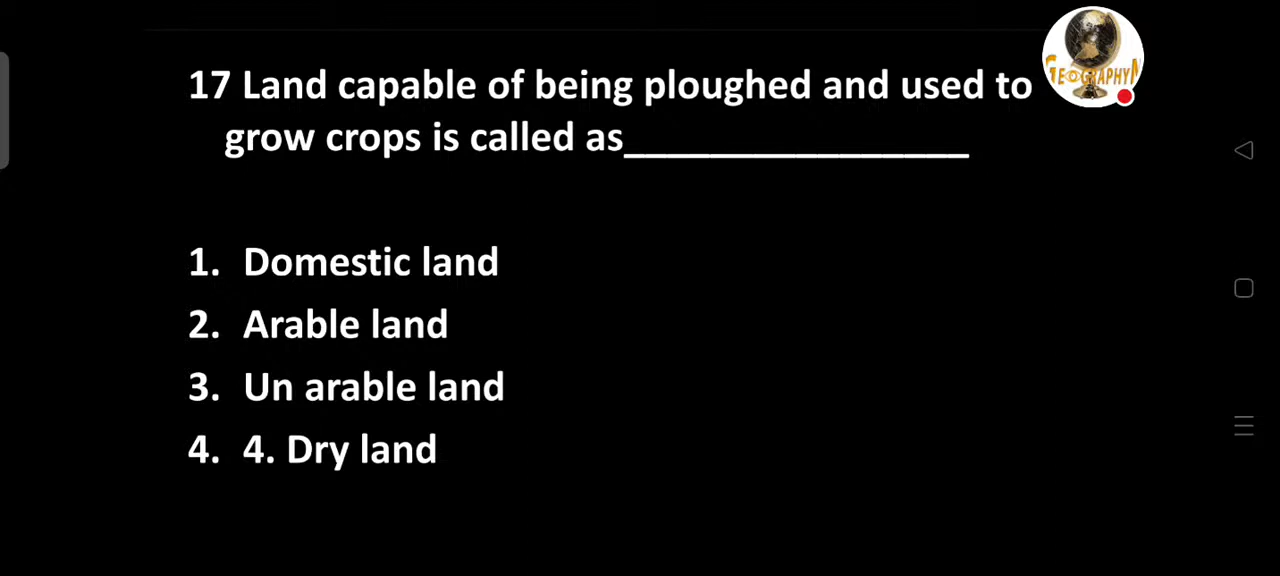 17 Land capable of being ploughed and used to
grow crops is called as________________
1. Domestic land
2. Arable land
3. Un arable land
4. 4. Dry land
GEOGRAPHY